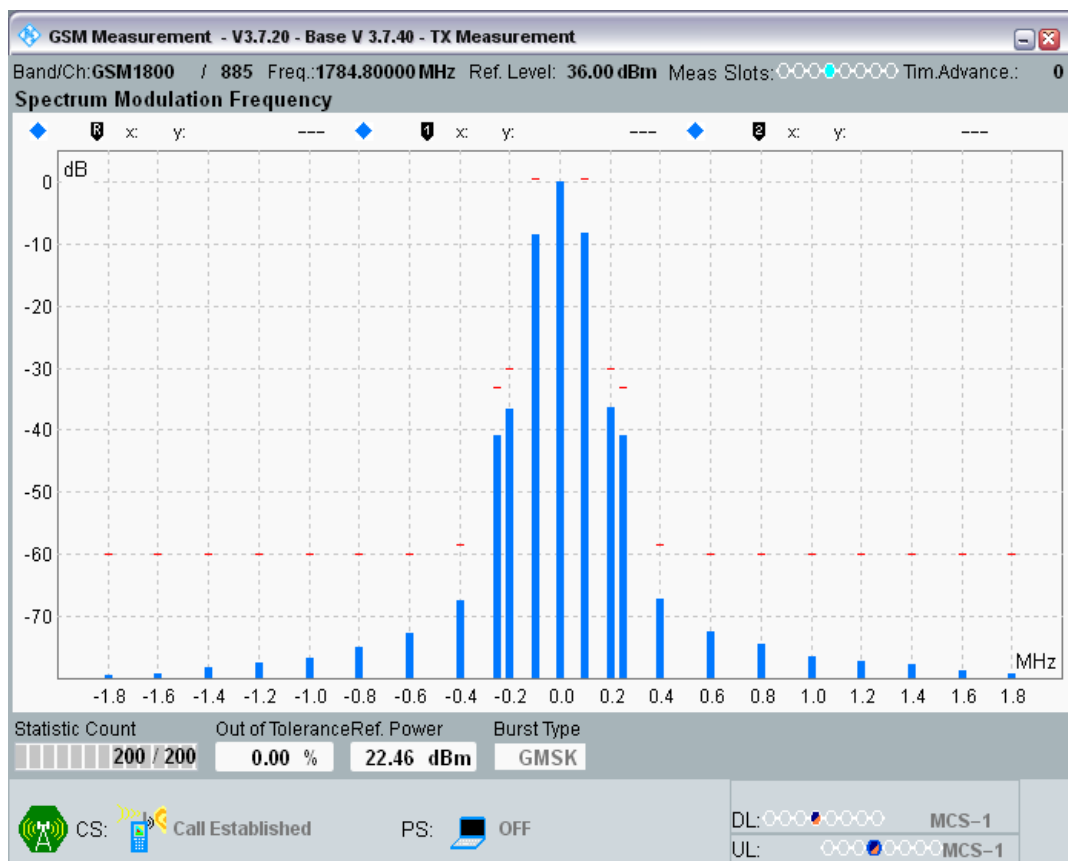 GSM Measurement - V3.7.20 - Base V 3.7.40 - TX Measurement
Band/Ch:GSM1800 / 885 Freq.:1784.80000 MHz Ref. Level: 36.00 dBm Meas Slots: Tim.Advance.: 0
Spectrum Modulation Frequency
R x: y: --- 1 x: y: --- 2 x: y: ---
dB
0
-10
-20
-30
-40
-50
-60
-70
MHz
-1.8 -1.6 -1.4 -1.2 -1.0 -0.8 -0.6 -0.4 -0.2 0.0 0.2 0.4 0.6 0.8 1.0 1.2 1.4 1.6 1.8
Statistic Count Out of Tolerance Ref. Power Burst Type
200 / 200 0.00 % 22.46 dBm GMSK
CS: Call Established PS: OFF
DL: MCS-1
UL: MCS-1